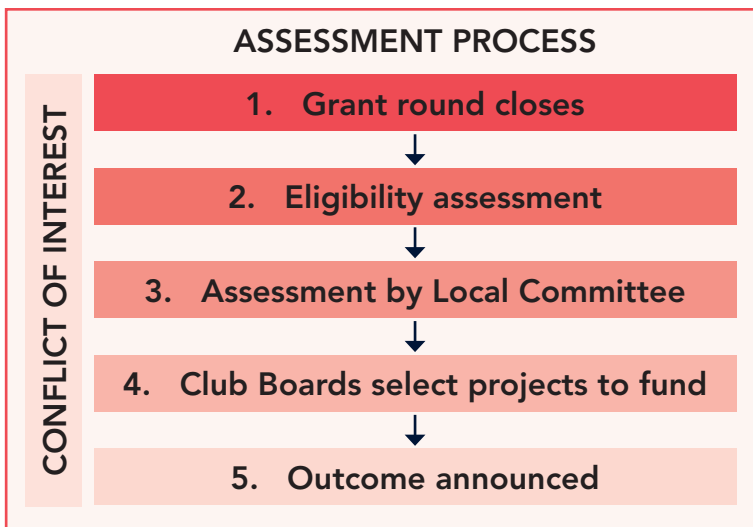 ASSESSMENT PROCESS
CONFLICT OF INTEREST
1. Grant round closes
2. Eligibility assessment
3. Assessment by Local Committee
4. Club Boards select projects to fund
5. Outcome announced